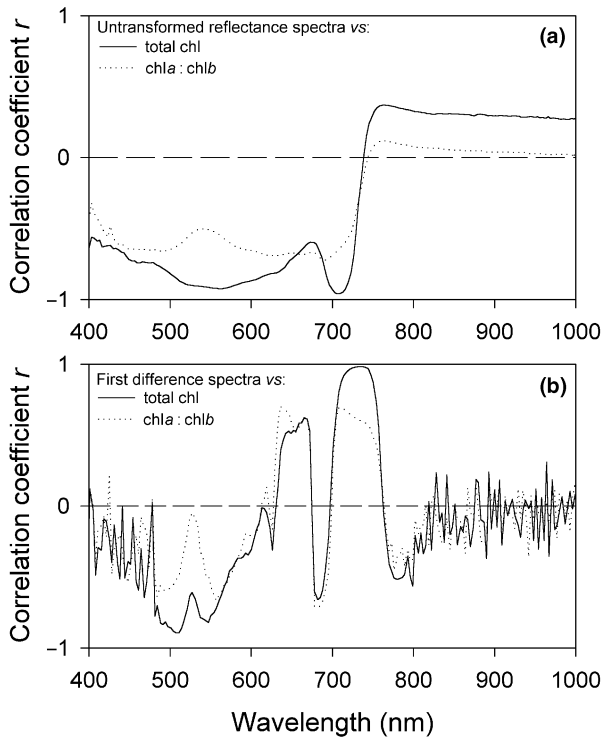 (a)
Untransformed reflectance spectra vs:
total chl
chla : chlb
Correlation coefficient r
1
0
−1
400 500 600 700 800 900 1000
(b)
First difference spectra vs:
total chl
chla : chlb
Correlation coefficient r
1
0
−1
400 500 600 700 800 900 1000
Wavelength (nm)